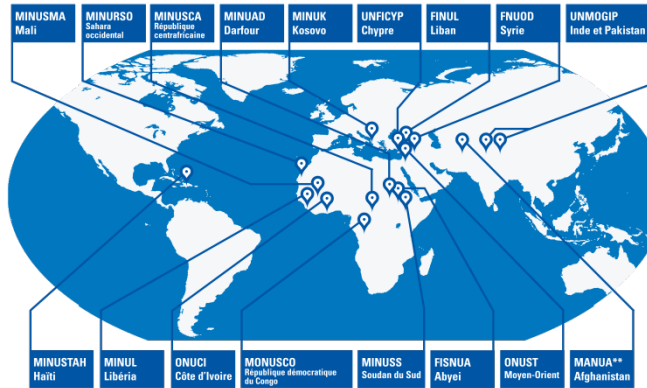 MINUSMA
Mali
MINURSO
Sahara
occidental
MINUSCA
République
centrafricaine
MINUAD
Darfour
MINUK
Kosovo
UNFICYP
Chypre
FINUL
Liban
FNUOD
Syrie
UNMOGIP
Inde et Pakistan
MINUSTAH
Haïti
MINUL
Libéria
ONUCI
Côte d'Ivoire
MONUSCO
République démocratique
du Congo
MINUSS
Soudan du Sud
FISNUA
Abyei
ONUST
Moyen-Orient
MANUA**
Afghanistan